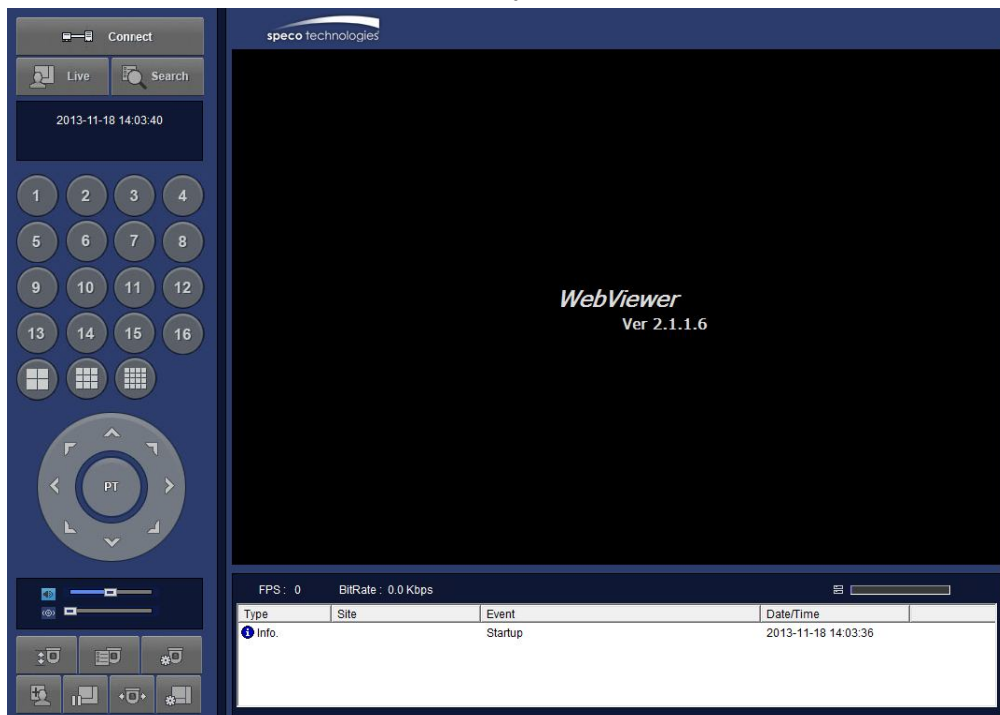 Connect
Live Search
2013-11-18 14:03:40
1 2 3 4
5 6 7 8
9 10 11 12
13 14 15 16
PT
speco technologies
WebViewer
Ver 2.1.1.6
FPS : 0 BitRate : 0.0 Kbps
Type Site Event Date/Time
Info. Startup 2013-11-18 14:03:36